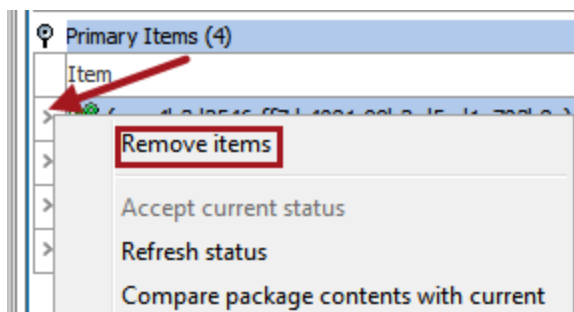 Primary Items (4)
Item
Remove items
Accept current status
Refresh status
Compare package contents with current